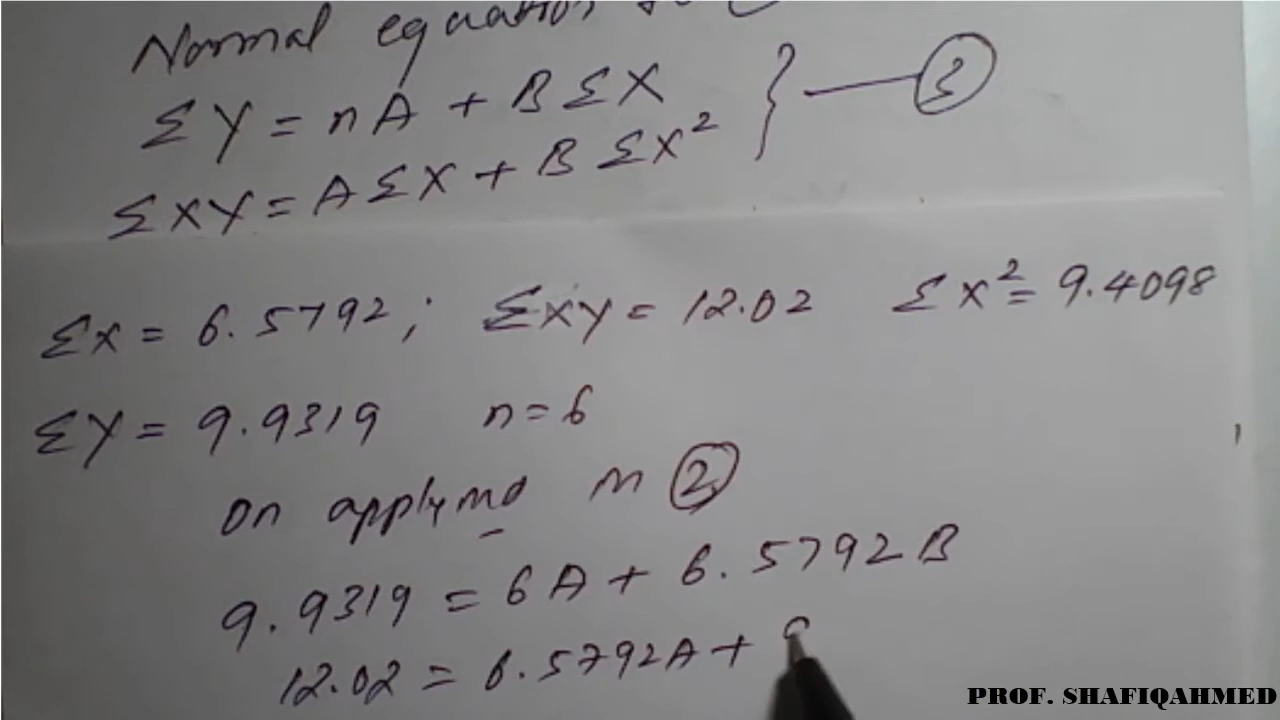 Normal equation
ΣY = nA + BΣX
ΣXY = AΣX + BΣX²
ΣX = 6.5792 ; ΣXY = 12.02 ΣX² = 9.4098
ΣY = 9.9319 n = 6
on applying in ②
9.9319 = 6A + 6.5792B
12.02 = 6.5792A +
PROF. SHAFIQAHMED